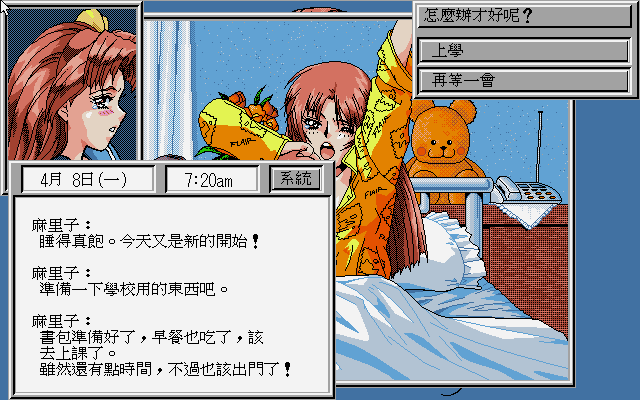 怎麼辦才好呢？
上學
再等一會
4月 8日(一)
7:20am
系統
麻里子：
睡得真飽。今天又是新的開始！
麻里子：
準備一下學校用的東西吧。
麻里子：
書包準備好了，早餐也吃了，該
去上課了。
雖然還有點時間，不過也該出門了！
FLAIR
FLAIR